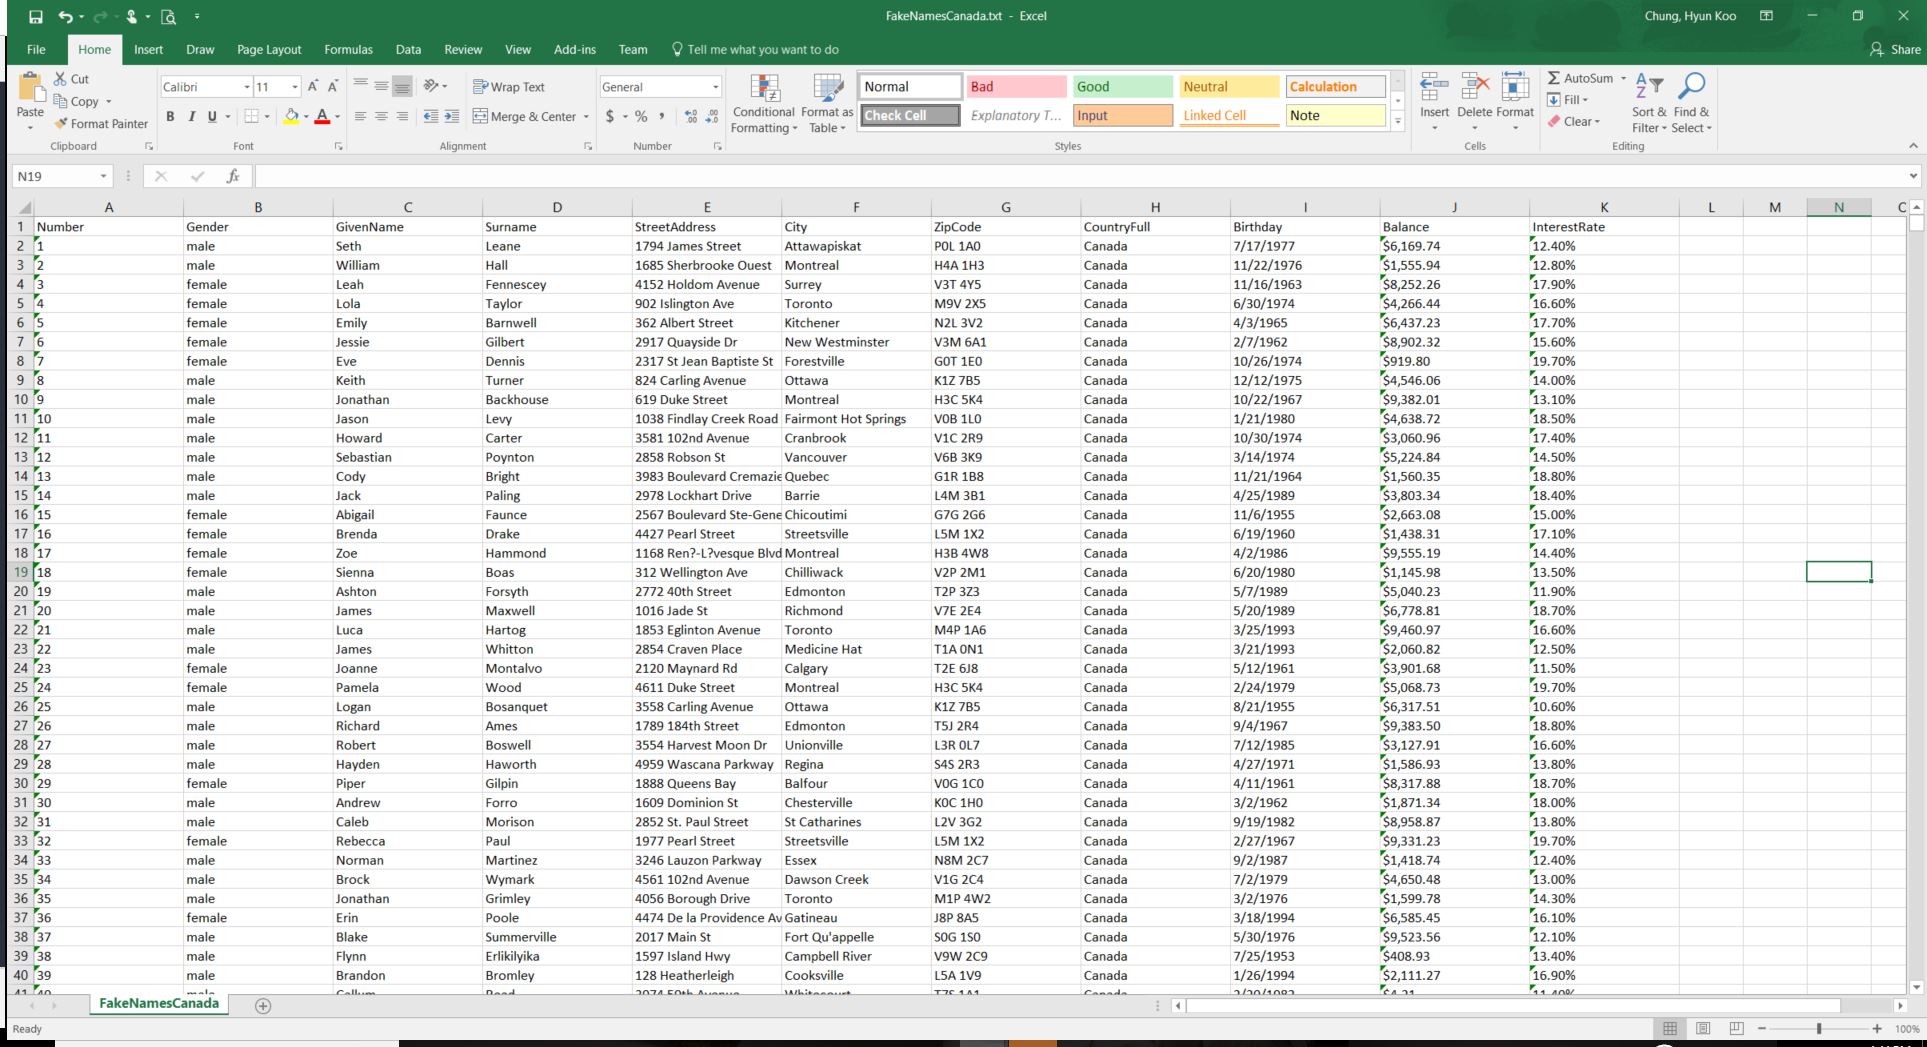 FakeNamesCanada.txt - Excel
Chung, Hyun Koo
File Home Insert Draw Page Layout Formulas Data Review View Add-ins Team Tell me what you want to do Share
Cut Calibri 11 Wrap Text General Normal Bad Good Neutral Calculation AutoSum
Copy Fill
Paste Format Painter B I U Merge & Center $ % Conditional Formatting Format as Table Check Cell Explanatory T... Input Linked Cell Note Insert Delete Format Clear Sort & Filter Find & Select
Clipboard Font Alignment Number Styles Cells Editing
N19 fx
A B C D E F G H I J K L M N
1 Number Gender GivenName Surname StreetAddress City ZipCode CountryFull Birthday Balance InterestRate
2 1 male Seth Leane 1794 James Street Attawapiskat P0L 1A0 Canada 7/17/1977 $6,169.74 12.40%
3 2 male William Hall 1685 Sherbrooke Ouest Montreal H4A 1H3 Canada 11/22/1976 $1,555.94 12.80%
4 3 female Leah Fennescey 4152 Holdom Avenue Surrey V3T 4Y5 Canada 11/16/1963 $8,252.26 17.90%
5 4 female Lola Taylor 902 Islington Ave Toronto M9V 2X5 Canada 6/30/1974 $4,266.44 16.60%
6 5 female Emily Barnwell 362 Albert Street Kitchener N2L 3V2 Canada 4/3/1965 $6,437.23 17.70%
7 6 female Jessie Gilbert 2917 Quayside Dr New Westminster V3M 6A1 Canada 2/7/1962 $8,902.32 15.60%
8 7 female Eve Dennis 2317 St Jean Baptiste St Forestville G0T 1E0 Canada 10/26/1974 $919.80 19.70%
9 8 male Keith Turner 824 Carling Avenue Ottawa K1Z 7B5 Canada 12/12/1975 $4,546.06 14.00%
10 9 male Jonathan Backhouse 619 Duke Street Montreal H3C 5K4 Canada 10/22/1967 $9,382.01 13.10%
11 10 male Jason Levy 1038 Findlay Creek Road Fairmont Hot Springs V0B 1L0 Canada 1/21/1980 $4,638.72 18.50%
12 11 male Howard Carter 3581 102nd Avenue Cranbrook V1C 2R9 Canada 10/30/1974 $3,060.96 17.40%
13 12 male Sebastian Poynton 2858 Robson St Vancouver V6B 3K9 Canada 3/14/1974 $5,224.84 14.50%
14 13 male Cody Bright 3983 Boulevard Cremazie Quebec G1R 1B8 Canada 11/21/1964 $1,560.35 18.80%
15 14 male Jack Paling 2978 Lockhart Drive Barrie L4M 3B1 Canada 4/25/1989 $3,803.34 18.40%
16 15 female Abigail Faunce 2567 Boulevard Ste-Gene Chicoutimi G7G 2G6 Canada 11/6/1955 $2,663.08 15.00%
17 16 female Brenda Drake 4427 Pearl Street Streetsville L5M 1X2 Canada 6/19/1960 $1,438.31 17.10%
18 17 female Zoe Hammond 1168 Ren?-L?vesque Blvd Montreal H3B 4W8 Canada 4/2/1986 $9,555.19 14.40%
19 18 female Sienna Boas 312 Wellington Ave Chilliwack V2P 2M1 Canada 6/20/1980 $1,145.98 13.50%
20 19 male Ashton Forsyth 2772 40th Street Edmonton T2P 3Z3 Canada 5/7/1989 $5,040.23 11.90%
21 20 male James Maxwell 1016 Jade St Richmond V7E 2E4 Canada 5/20/1989 $6,778.81 18.70%
22 21 male Luca Hartog 1853 Eglinton Avenue Toronto M4P 1A6 Canada 3/25/1993 $9,460.97 16.60%
23 22 male James Whitton 2854 Craven Place Medicine Hat T1A 0N1 Canada 3/21/1993 $2,060.82 12.50%
24 23 female Joanne Montalvo 2120 Maynard Rd Calgary T2E 6J8 Canada 5/12/1961 $3,901.68 11.50%
25 24 female Pamela Wood 4611 Duke Street Montreal H3C 5K4 Canada 2/24/1979 $5,068.73 19.70%
26 25 male Logan Bosanquet 3558 Carling Avenue Ottawa K1Z 7B5 Canada 8/21/1955 $6,317.51 10.60%
27 26 male Richard Ames 1789 184th Street Edmonton T5J 2R4 Canada 9/4/1967 $9,383.50 18.80%
28 27 male Robert Boswell 3554 Harvest Moon Dr Unionville L3R 0L7 Canada 7/12/1985 $3,127.91 16.60%
29 28 male Hayden Haworth 4959 Wascana Parkway Regina S4S 2R3 Canada 4/27/1971 $1,586.93 13.80%
30 29 female Piper Gilpin 1888 Queens Bay Balfour V0G 1C0 Canada 4/11/1961 $8,317.88 18.70%
31 30 male Andrew Forro 1609 Dominion St Chesterville K0C 1H0 Canada 3/2/1962 $1,871.34 18.00%
32 31 male Caleb Morison 2852 St. Paul Street St Catharines L2V 3G2 Canada 9/19/1982 $8,958.87 13.80%
33 32 female Rebecca Paul 1977 Pearl Street Streetsville L5M 1X2 Canada 2/27/1967 $9,331.23 19.70%
34 33 male Norman Martinez 3246 Lauzon Parkway Essex N8M 2C7 Canada 9/2/1987 $1,418.74 12.40%
35 34 male Brock Wymark 4561 102nd Avenue Dawson Creek V1G 2C4 Canada 7/2/1979 $4,650.48 13.00%
36 35 male Jonathan Grimley 4056 Borough Drive Toronto M1P 4W2 Canada 3/2/1976 $1,599.78 14.30%
37 36 female Erin Poole 4474 De la Providence Av Gatineau J8P 8A5 Canada 3/18/1994 $6,585.45 16.10%
38 37 male Blake Summerville 2017 Main St Fort Qu'appelle S0G 1S0 Canada 5/30/1976 $9,523.56 12.10%
39 38 male Flynn Erlikilyika 1597 Island Hwy Campbell River V9W 2C9 Canada 7/25/1953 $408.93 13.40%
40 39 male Brandon Bromley 128 Heatherleigh Cooksville L5A 1V9 Canada 1/26/1994 $2,111.27 16.90%
FakeNamesCanada
Ready 100%